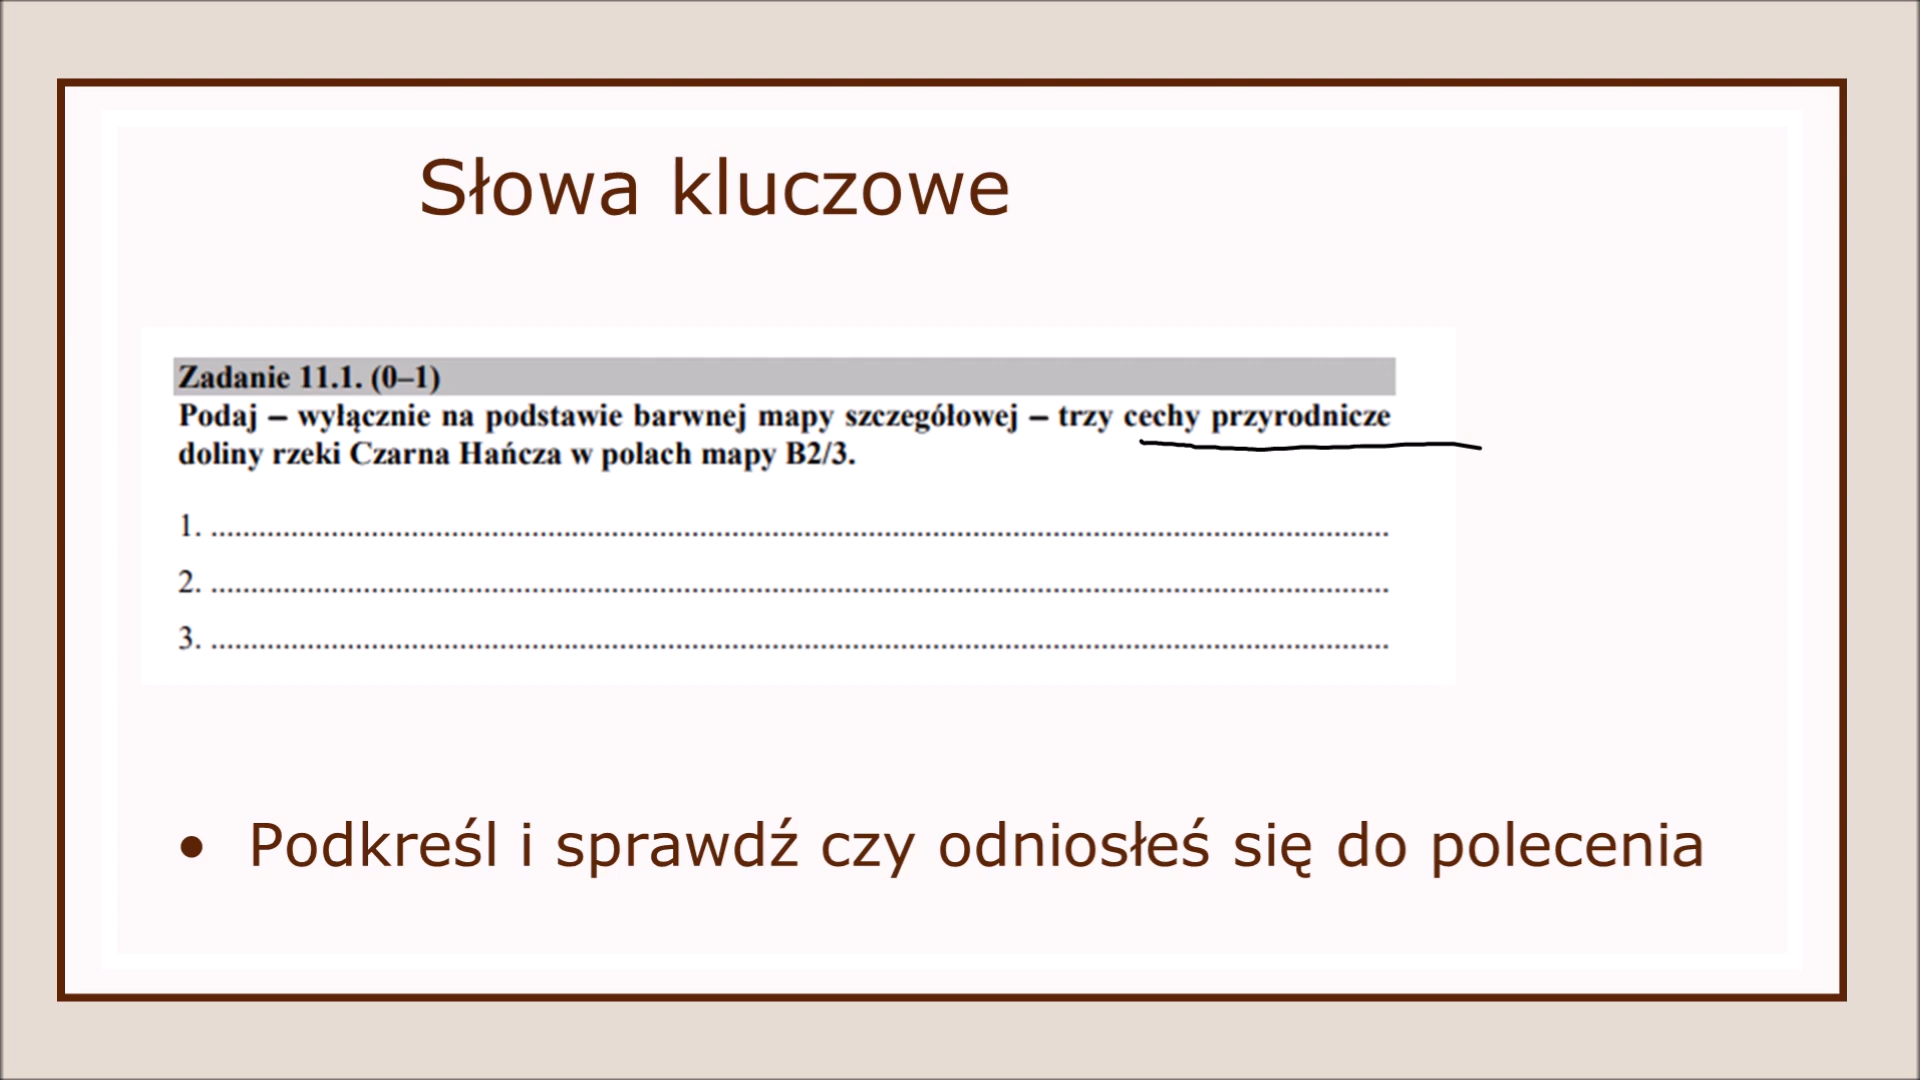 Słowa kluczowe
Zadanie 11.1. (0–1)
Podaj – wyłącznie na podstawie barwnej mapy szczegółowej – trzy cechy przyrodnicze
doliny rzeki Czarna Hańcza w polach mapy B2/3.
1. ....................................................................................................
2. ....................................................................................................
3. ....................................................................................................
• Podkreśl i sprawdź czy odniosłeś się do polecenia